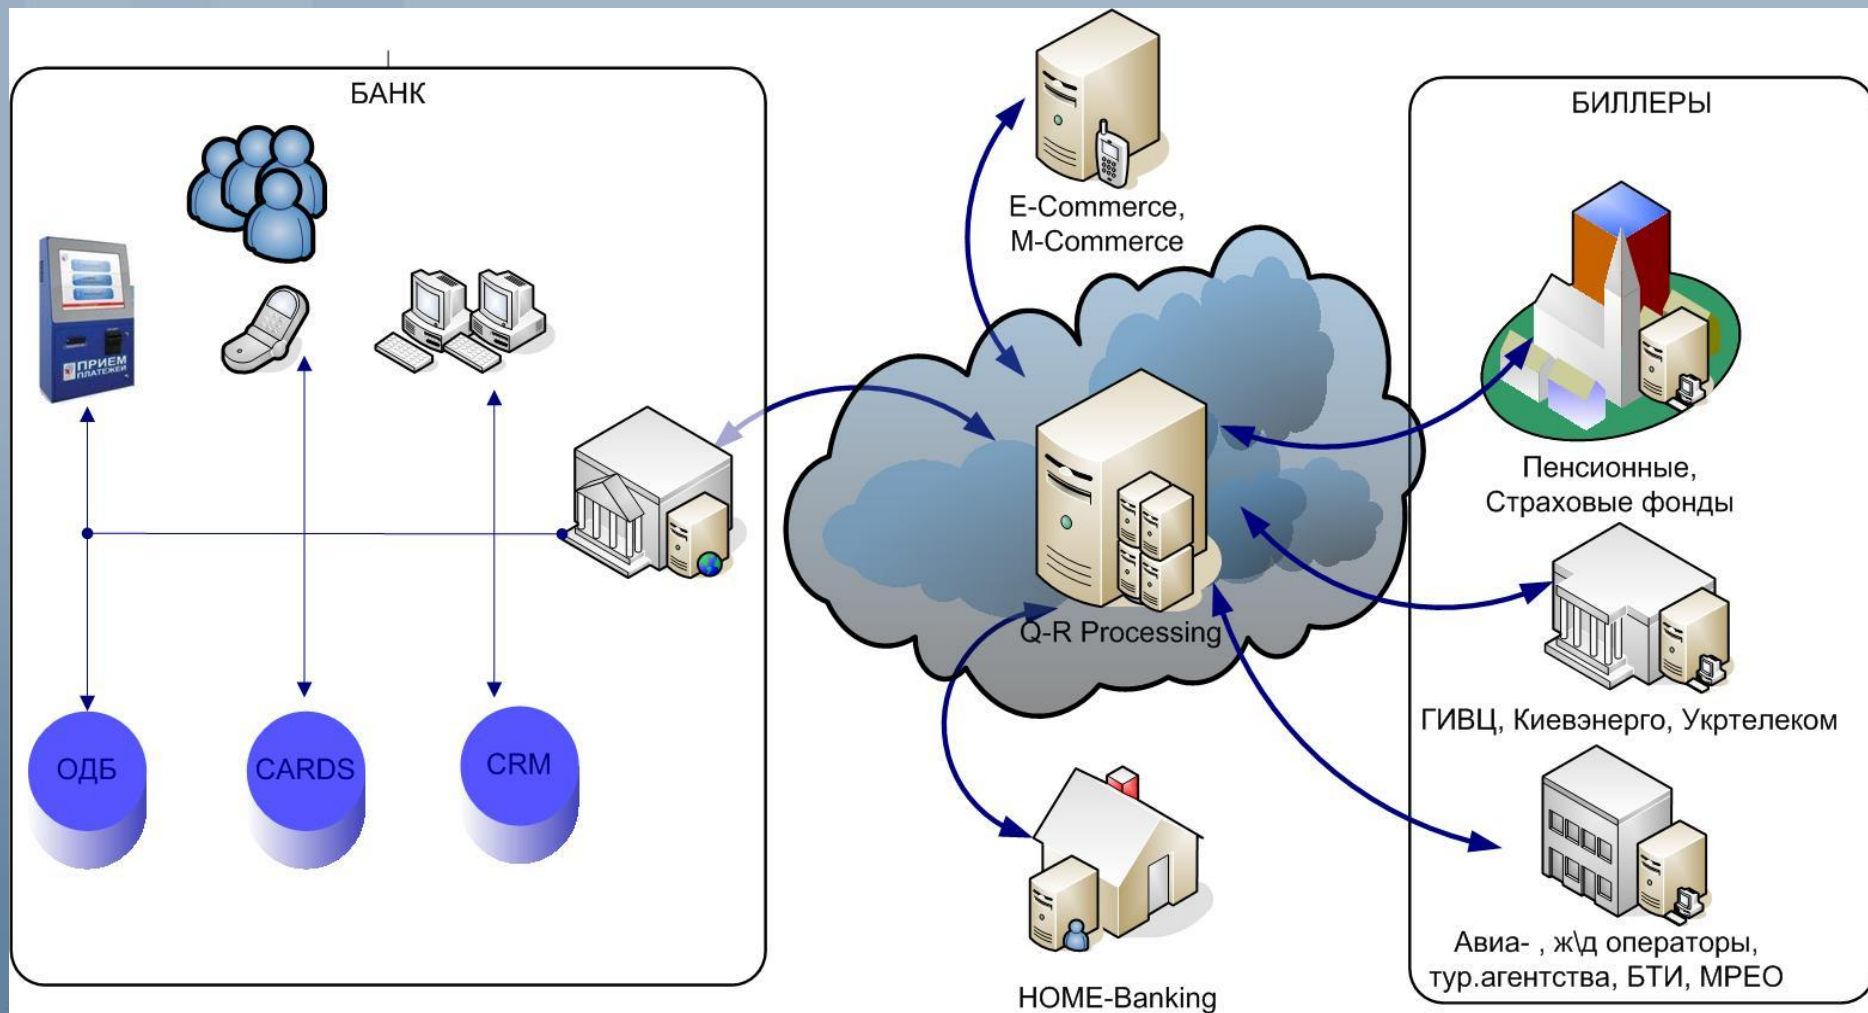 БАНК
ПРИЕМ
ПЛАТЕЖЕЙ
ОДБ
CARDS
CRM
E-Commerce,
M-Commerce
Q-R Processing
HOME-Banking
БИЛЛЕРЫ
Пенсионные,
Страховые фонды
ГИВЦ, Киевэнерго, Укртелеком
Авиа- , ж\д операторы,
тур.агентства, БТИ, МРЕО